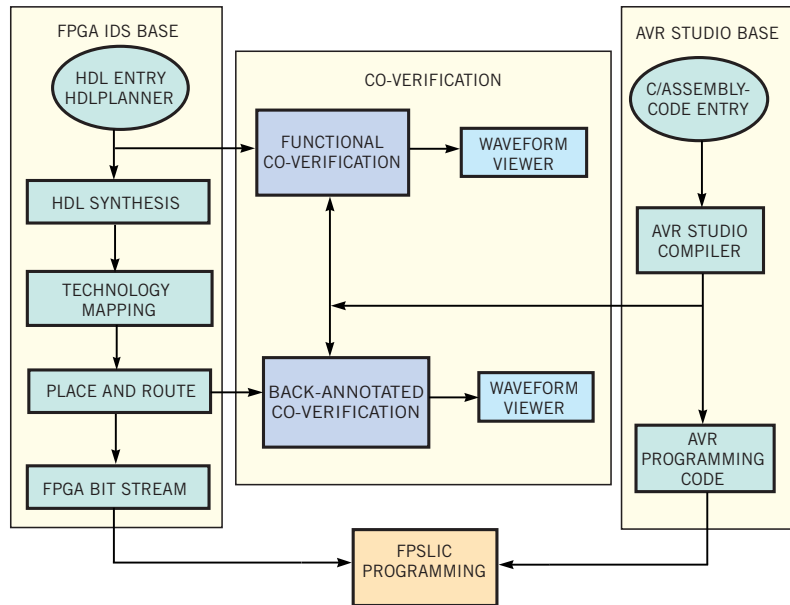 FPGA IDS BASE
HDL ENTRY
HDLPLANNER
HDL SYNTHESIS
TECHNOLOGY
MAPPING
PLACE AND ROUTE
FPGA BIT STREAM
CO-VERIFICATION
FUNCTIONAL
CO-VERIFICATION
WAVEFORM
VIEWER
BACK-ANNOTATED
CO-VERIFICATION
WAVEFORM
VIEWER
AVR STUDIO BASE
C/ASSEMBLY-
CODE ENTRY
AVR STUDIO
COMPILER
AVR
PROGRAMMING
CODE
FPSLIC
PROGRAMMING